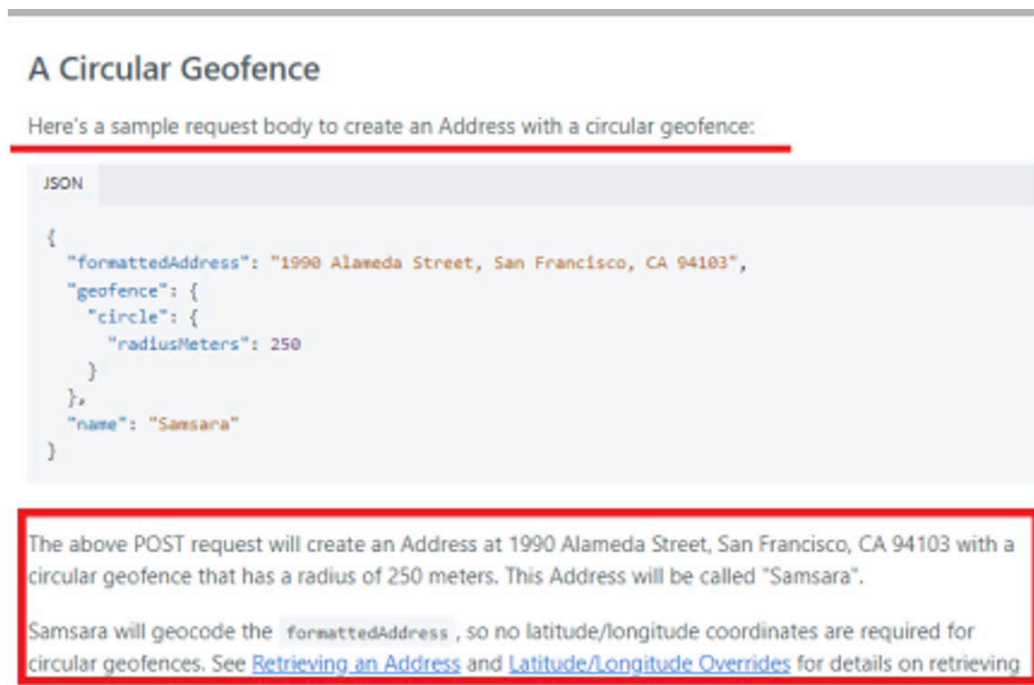 A Circular Geofence
Here's a sample request body to create an Address with a circular geofence:
JSON
{
"formattedAddress": "1990 Alameda Street, San Francisco, CA 94103",
"geofence": {
"circle": {
"radiusMeters": 250
}
},
"name": "Samsara"
}
The above POST request will create an Address at 1990 Alameda Street, San Francisco, CA 94103 with a
circular geofence that has a radius of 250 meters. This Address will be called "Samsara".
Samsara will geocode the formattedAddress , so no latitude/longitude coordinates are required for
circular geofences. See Retrieving an Address and Latitude/Longitude Overrides for details on retrieving